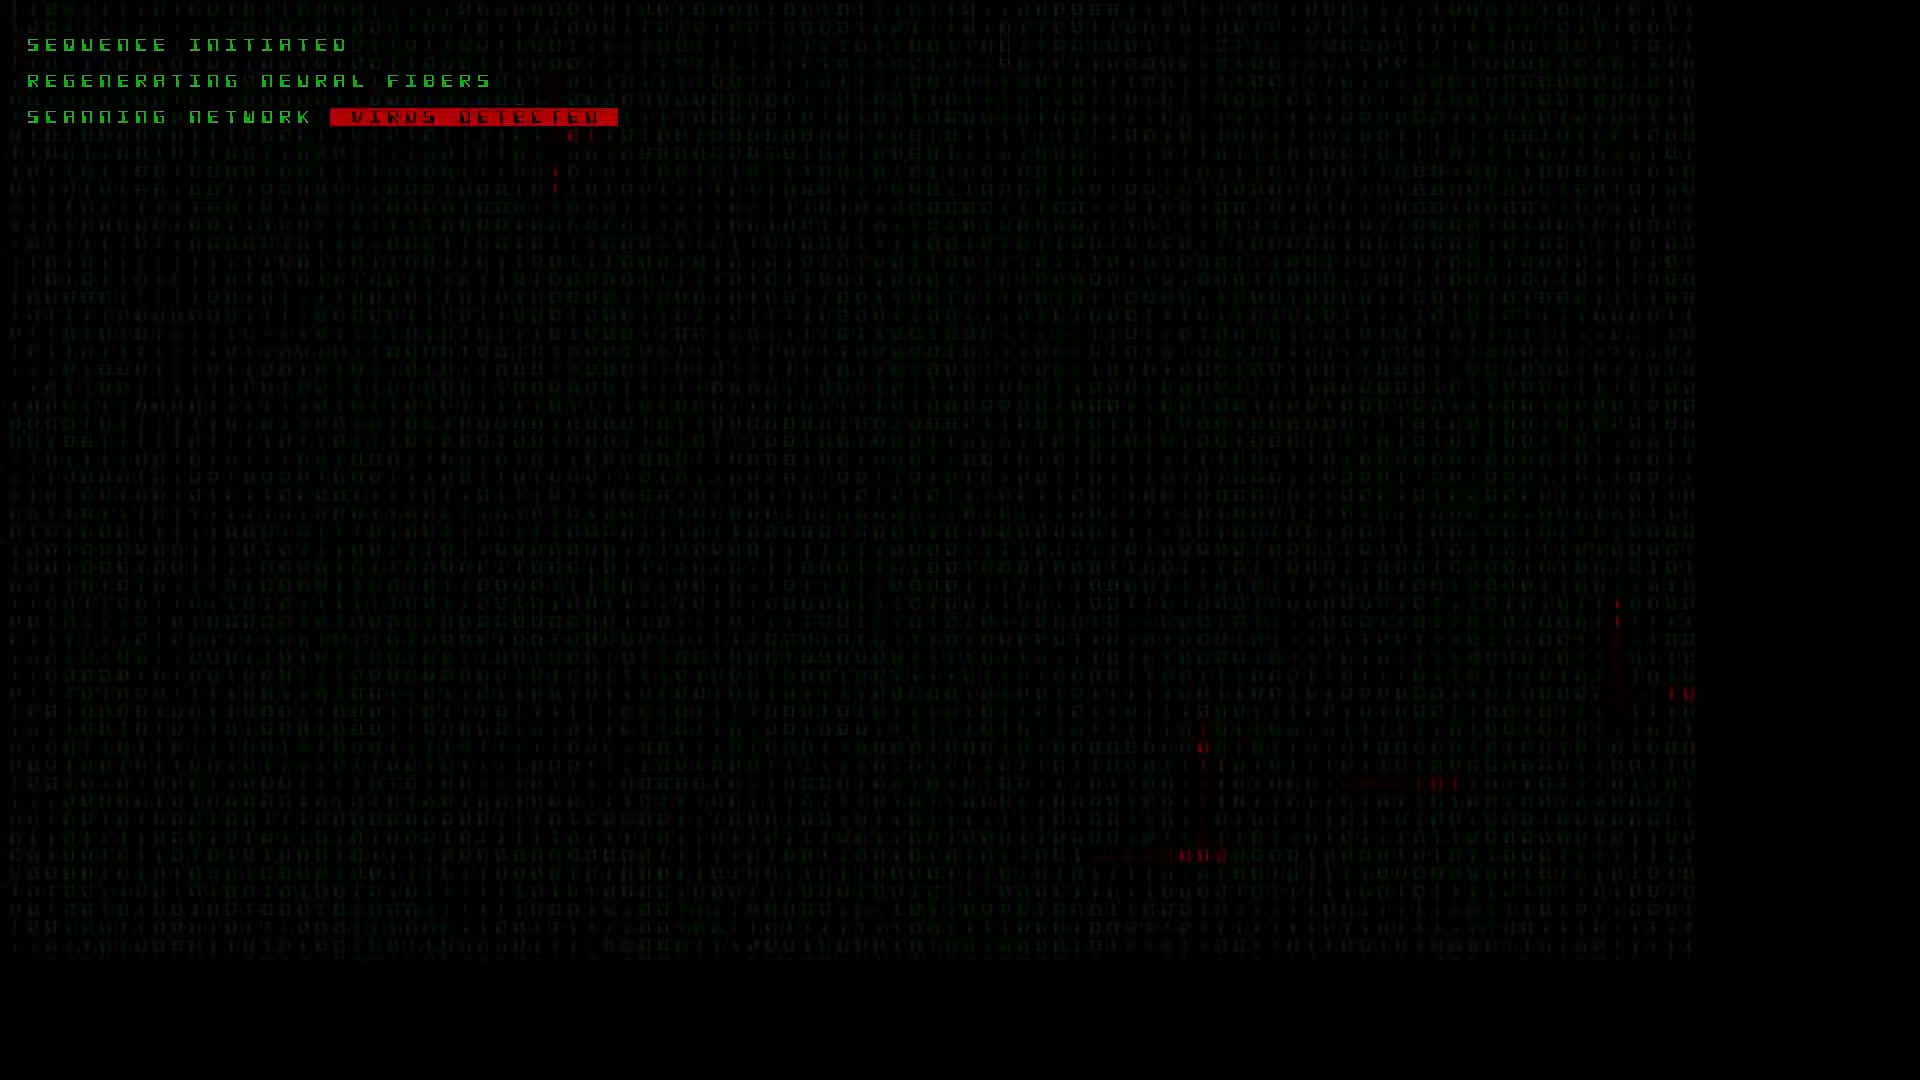 SEQUENCE INITIATED
REGENERATING NEURAL FIBERS
SCANNING NETWORK VIRUS DETECTED